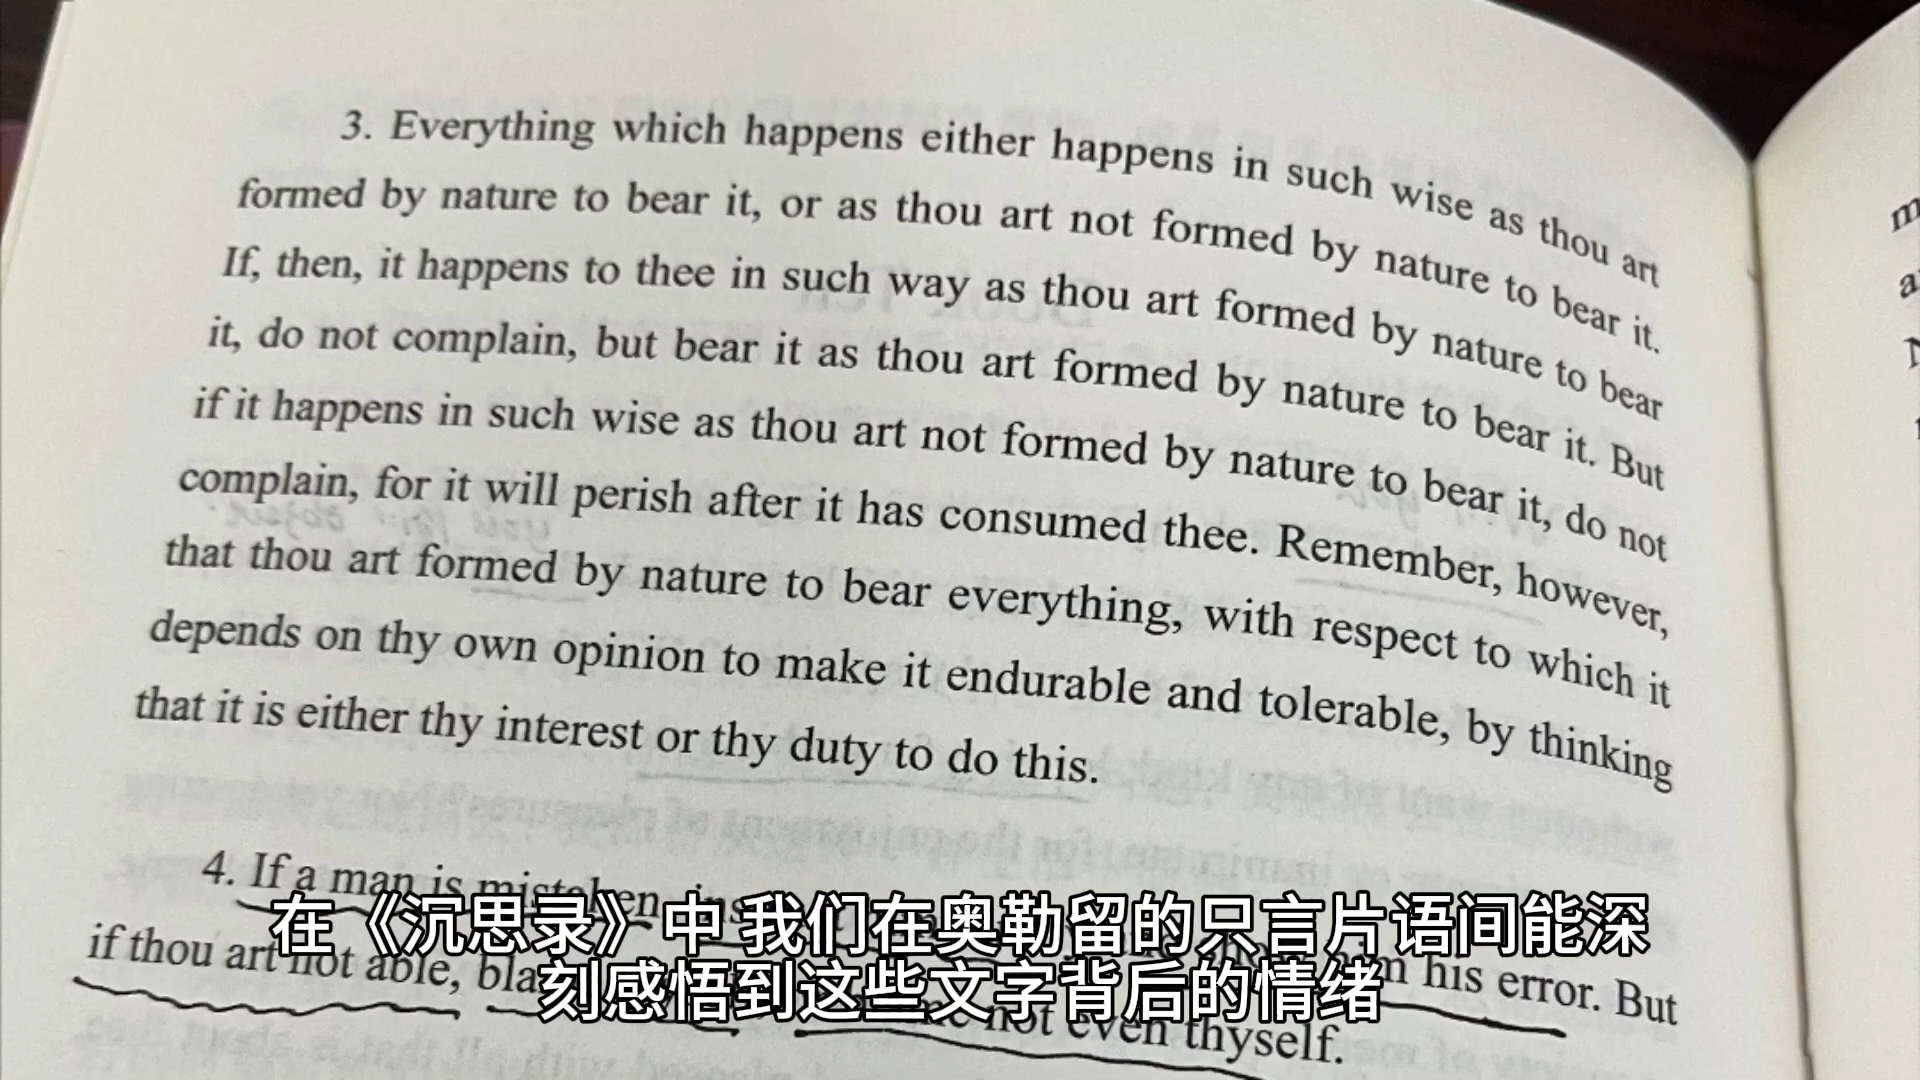 3. Everything which happens either happens in such wise as thou art
formed by nature to bear it, or as thou art not formed by nature to bear it.
If, then, it happens to thee in such way as thou art formed by nature to bear
it, do not complain, but bear it as thou art formed by nature to bear it. But
if it happens in such wise as thou art not formed by nature to bear it, do not
complain, for it will perish after it has consumed thee. Remember, however,
that thou art formed by nature to bear everything, with respect to which it
depends on thy own opinion to make it endurable and tolerable, by thinking
that it is either thy interest or thy duty to do this.
4. If a man is mistaken his error. But
if thou art not able, not even thyself.
在《沉思录》中 我们在奥勒留的只言片语间能深
刻感悟到这些文字背后的情绪